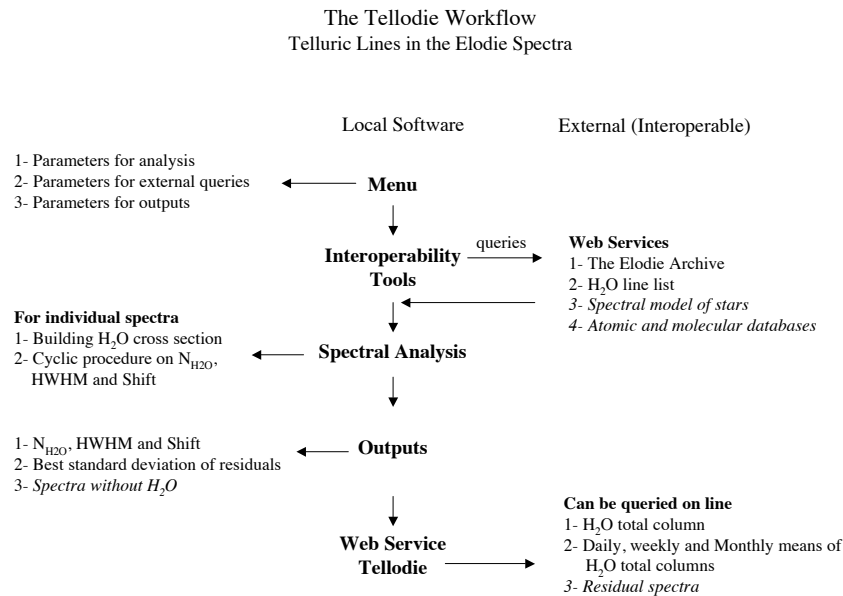 The Tellodie Workflow
Telluric Lines in the Elodie Spectra
Local Software
External (Interoperable)
1- Parameters for analysis
2- Parameters for external queries
3- Parameters for outputs
Menu
Interoperability
Tools
queries
Web Services
1- The Elodie Archive
2- H2O line list
3- Spectral model of stars
4- Atomic and molecular databases
For individual spectra
1- Building H2O cross section
2- Cyclic procedure on NH2O,
HWHM and Shift
Spectral Analysis
1- NH2O, HWHM and Shift
2- Best standard deviation of residuals
3- Spectra without H2O
Outputs
Web Service
Tellodie
Can be queried on line
1- H2O total column
2- Daily, weekly and Monthly means of
H2O total columns
3- Residual spectra